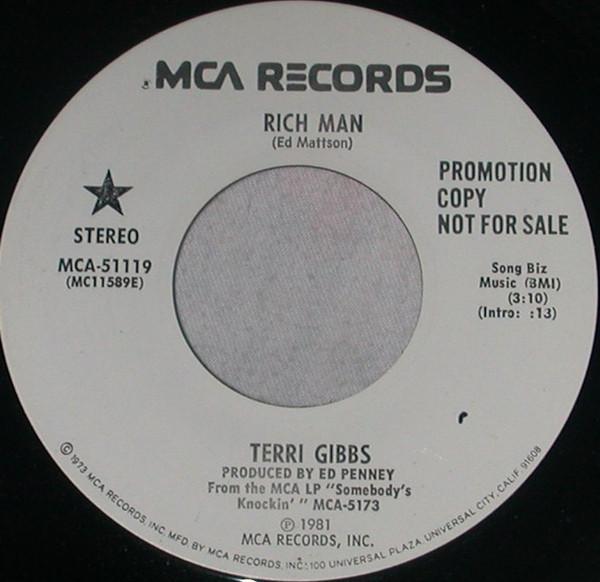 MCA RECORDS
RICH MAN
(Ed Mattson)
STEREO
MCA-51119
(MC11589E)
PROMOTION
COPY
NOT FOR SALE
Song Biz
Music (BMI)
(3:10)
(Intro: :13)
TERRI GIBBS
PRODUCED BY ED PENNEY
From the MCA LP "Somebody's
Knockin' " MCA-5173
℗ 1981
MCA RECORDS, INC.
© 1973 MCA RECORDS, INC. MFD. BY MCA RECORDS, INC. 100 UNIVERSAL PLAZA, UNIVERSAL CITY, CALIF. 91608